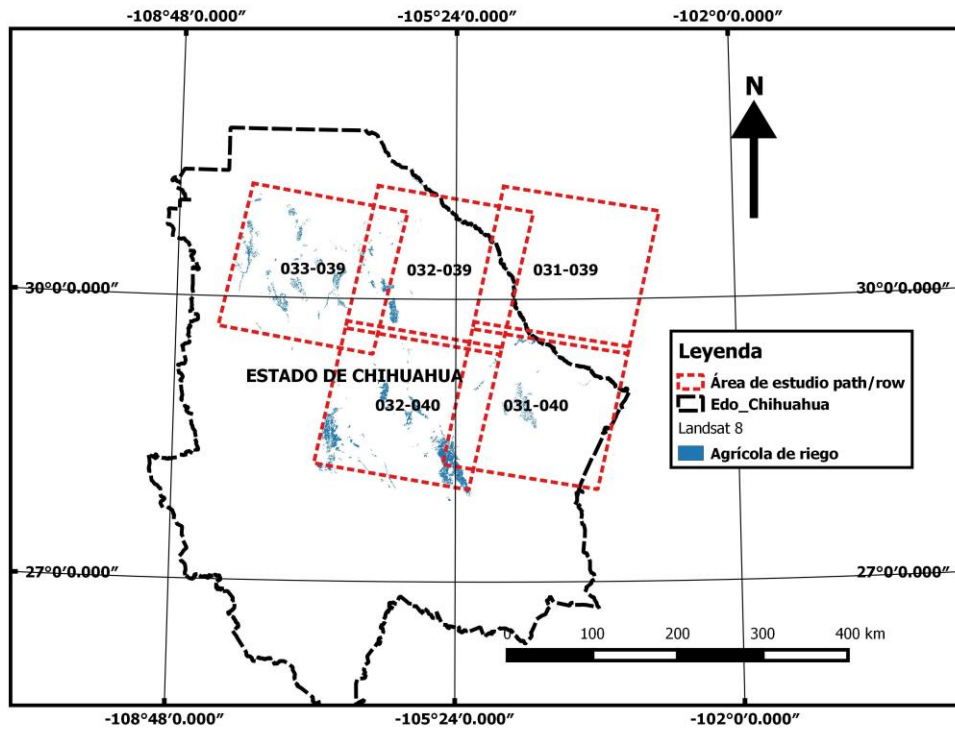 -108°48′0.000″ -105°24′0.000″ -102°0′0.000″
N
033-039 032-039 031-039
30°0′0.000″ 30°0′0.000″
Leyenda
Área de estudio path/row
Edo_Chihuahua
Landsat 8
Agrícola de riego
ESTADO DE CHIHUAHUA
032-040 031-040
27°0′0.000″ 27°0′0.000″
0 100 200 300 400 km
-108°48′0.000″ -105°24′0.000″ -102°0′0.000″